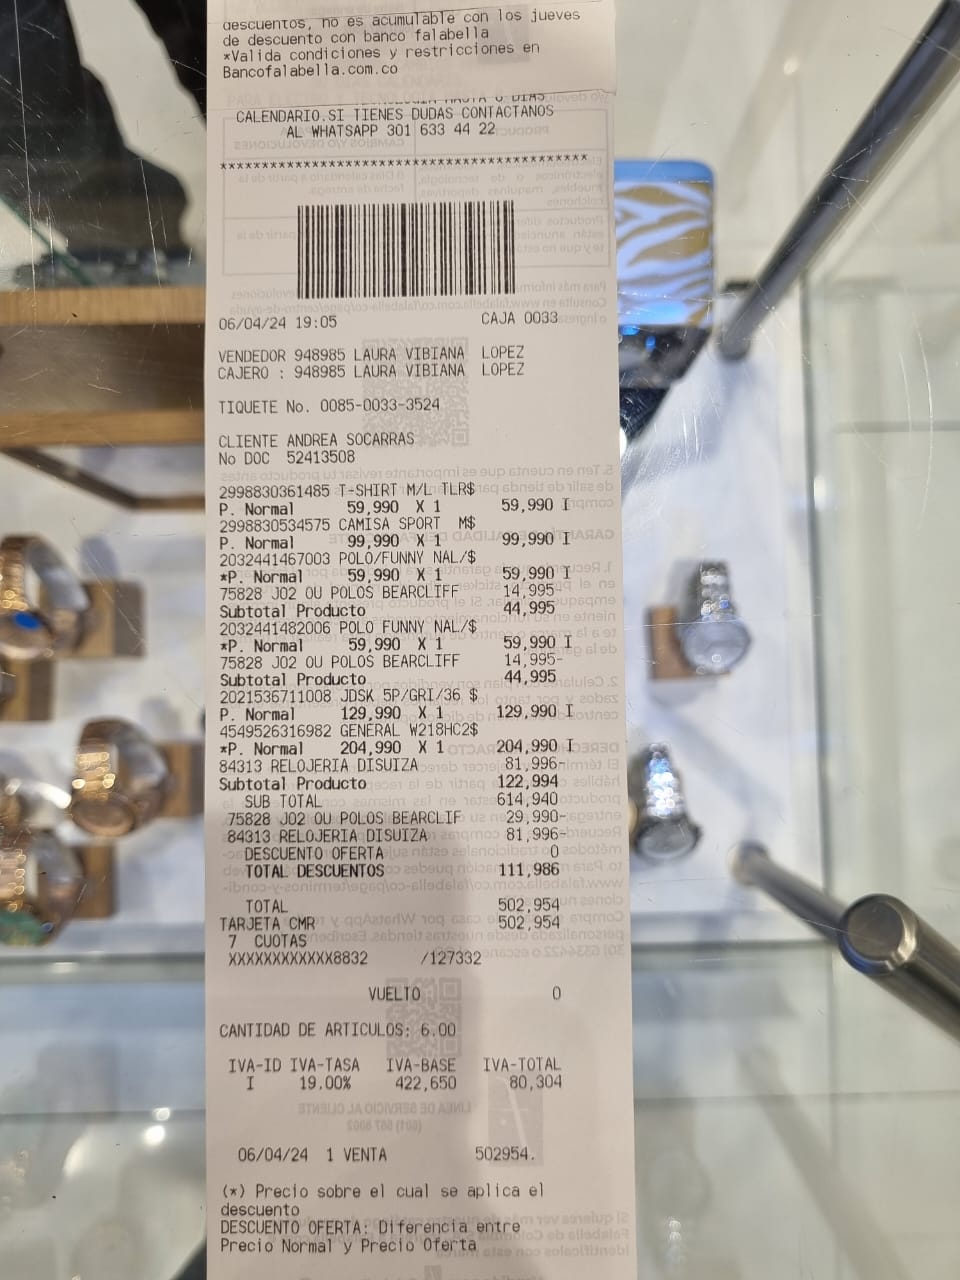 descuentos, no es acumulable con los jueves
de descuento con banco falabella
*Valida condiciones y restricciones en
Bancofalabella.com.co
CALENDARIO.SI TIENES DUDAS CONTACTANOS
AL WHATSAPP 301 633 44 22
*********************************************
06/04/24 19:05 CAJA 0033
VENDEDOR 948985 LAURA VIBIANA LOPEZ
CAJERO : 948985 LAURA VIBIANA LOPEZ
TIQUETE No. 0085-0033-3524
CLIENTE ANDREA SOCARRAS
No DOC 52413508
2998830361485 T-SHIRT M/L TLR$
P. Normal 59,990 X 1 59,990 I
2998830534575 CAMISA SPORT M$
P. Normal 99,990 X 1 99,990 I
2032441467003 POLO/FUNNY NAL/$
*P. Normal 59,990 X 1 59,990 I
75828 J02 OU POLOS BEARCLIFF 14,995-
Subtotal Producto 44,995
2032441482006 POLO FUNNY NAL/$
*P. Normal 59,990 X 1 59,990 I
75828 J02 OU POLOS BEARCLIFF 14,995-
Subtotal Producto 44,995
2021536711008 JDSK 5P/GRI/36 $
P. Normal 129,990 X 1 129,990 I
4549526316982 GENERAL W218HC2$
*P. Normal 204,990 X 1 204,990 I
84313 RELOJERIA DISUIZA 81,996-
Subtotal Producto 122,994
SUB TOTAL 614,940
75828 J02 OU POLOS BEARCLIF 29,990-
84313 RELOJERIA DISUIZA 81,996-
DESCUENTO OFERTA 0
TOTAL DESCUENTOS 111,986
TOTAL 502,954
TARJETA CMR 502,954
7 CUOTAS
XXXXXXXXXXXX8832 /127332
VUELTO 0
CANTIDAD DE ARTICULOS: 6.00
IVA-ID IVA-TASA IVA-BASE IVA-TOTAL
I 19.00% 422,650 80,304
06/04/24 1 VENTA 502954.
(*) Precio sobre el cual se aplica el
descuento
DESCUENTO OFERTA: Diferencia entre
Precio Normal y Precio Oferta